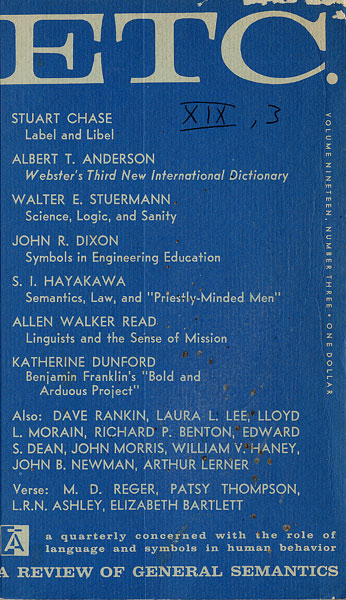 ETC.
XIX, 3
STUART CHASE
Label and Libel
ALBERT T. ANDERSON
Webster's Third New International Dictionary
WALTER E. STUERMANN
Science, Logic, and Sanity
JOHN R. DIXON
Symbols in Engineering Education
S. I. HAYAKAWA
Semantics, Law, and "Priestly-Minded Men"
ALLEN WALKER READ
Linguists and the Sense of Mission
KATHERINE DUNFORD
Benjamin Franklin's "Bold and
Arduous Project"
Also: DAVE RANKIN, LAURA L. LEE, LLOYD
L. MORAIN, RICHARD P. BENTON, EDWARD
S. DEAN, JOHN MORRIS, WILLIAM V. HANEY,
JOHN B. NEWMAN, ARTHUR LERNER
Verse: M. D. REGER, PATSY THOMPSON,
L.R.N. ASHLEY, ELIZABETH BARTLETT
VOLUME NINETEEN, NUMBER THREE • ONE DOLLAR
A
a quarterly concerned with the role of
language and symbols in human behavior
A REVIEW OF GENERAL SEMANTICS